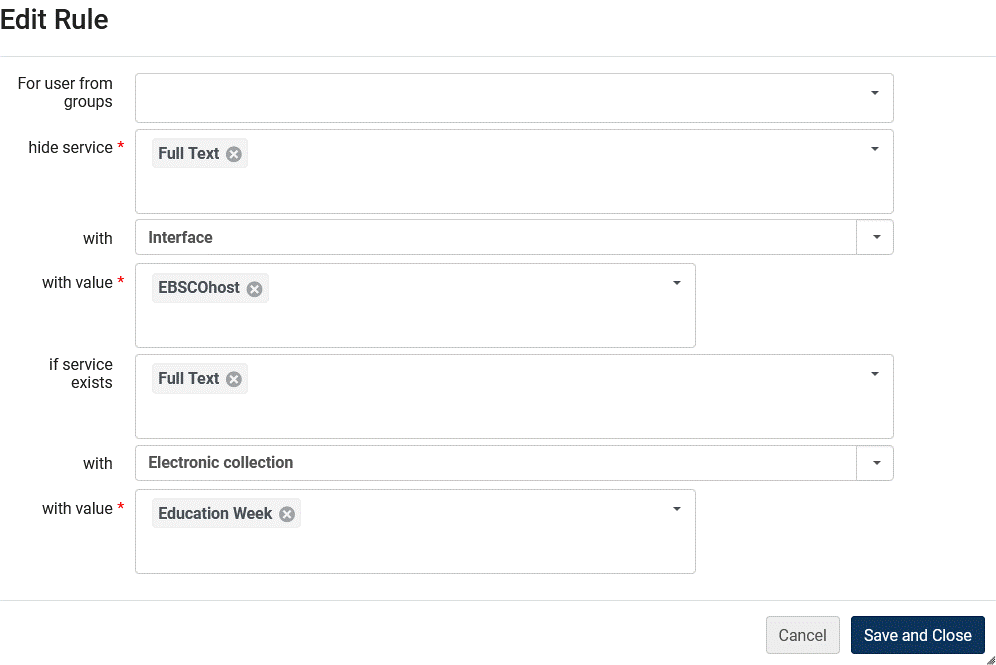 Edit Rule
For user from
groups
hide service *
Full Text
with
Interface
with value *
EBSCOhost
if service
exists
Full Text
with
Electronic collection
with value *
Education Week
Cancel
Save and Close